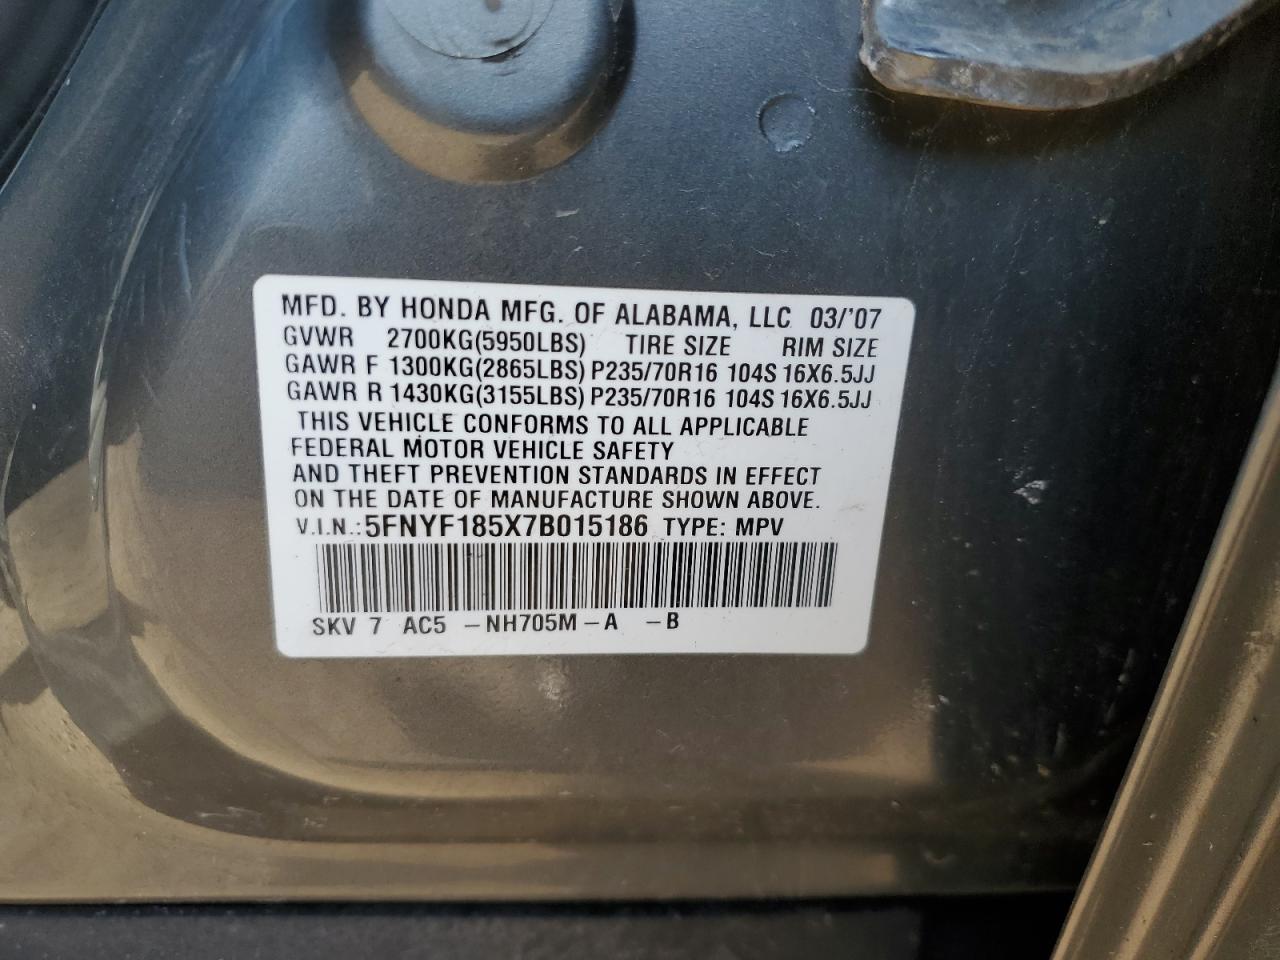 MFD. BY HONDA MFG. OF ALABAMA, LLC 03/'07
GVWR 2700KG(5950LBS) TIRE SIZE RIM SIZE
GAWR F 1300KG(2865LBS) P235/70R16 104S 16X6.5JJ
GAWR R 1430KG(3155LBS) P235/70R16 104S 16X6.5JJ
THIS VEHICLE CONFORMS TO ALL APPLICABLE
FEDERAL MOTOR VEHICLE SAFETY
AND THEFT PREVENTION STANDARDS IN EFFECT
ON THE DATE OF MANUFACTURE SHOWN ABOVE.
V.I.N.: 5FNYF185X7B015186 TYPE: MPV
SKV 7 AC5 -NH705M-A -B